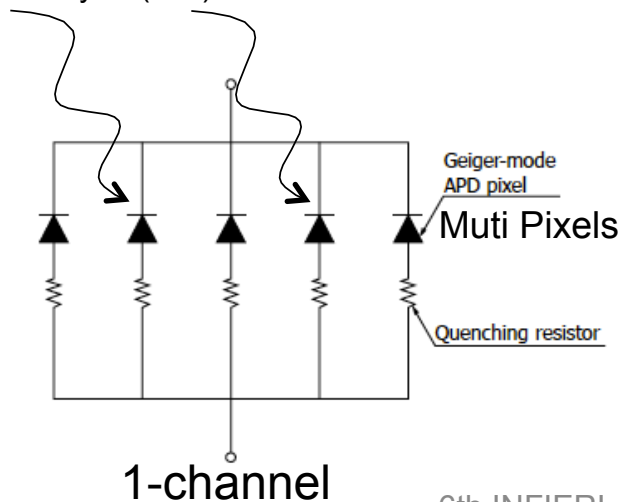 Geiger-mode
APD pixel
Muti Pixels
Quenching resistor
1-channel